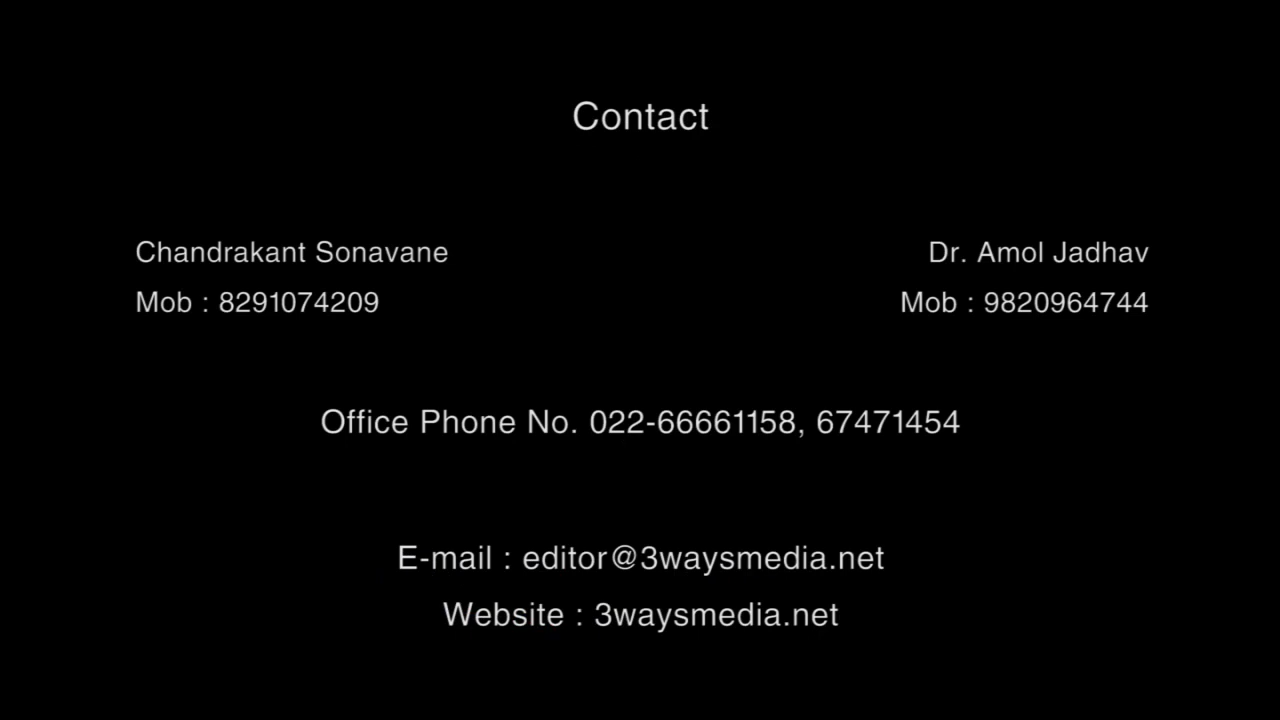 Contact
Chandrakant Sonavane
Mob : 8291074209
Dr. Amol Jadhav
Mob : 9820964744
Office Phone No. 022-66661158, 67471454
E-mail : editor@3waysmedia.net
Website : 3waysmedia.net